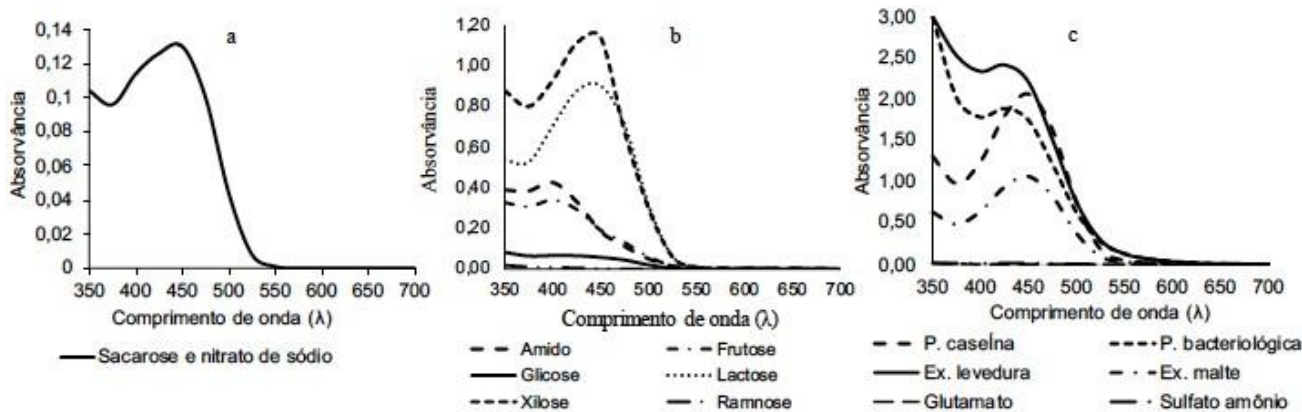 a
0,14
0,12
0,1
0,08
0,06
0,04
0,02
0
Absorvância
350 400 450 500 550 600 650 700
Comprimento de onda (λ)
Sacarose e nitrato de sódio
b
1,20
1,00
0,80
0,60
0,40
0,20
0,00
Absorvância
350 400 450 500 550 600 650 700
Comprimento de onda (λ)
Amido Frutose
Glicose Lactose
Xilose Ramnose
c
3,00
2,50
2,00
1,50
1,00
0,50
0,00
Absorvância
350 400 450 500 550 600 650 700
Comprimento de onda (λ)
P. caseÍna P. bacteriológica
Ex. levedura Ex. malte
Glutamato Sulfato amônio